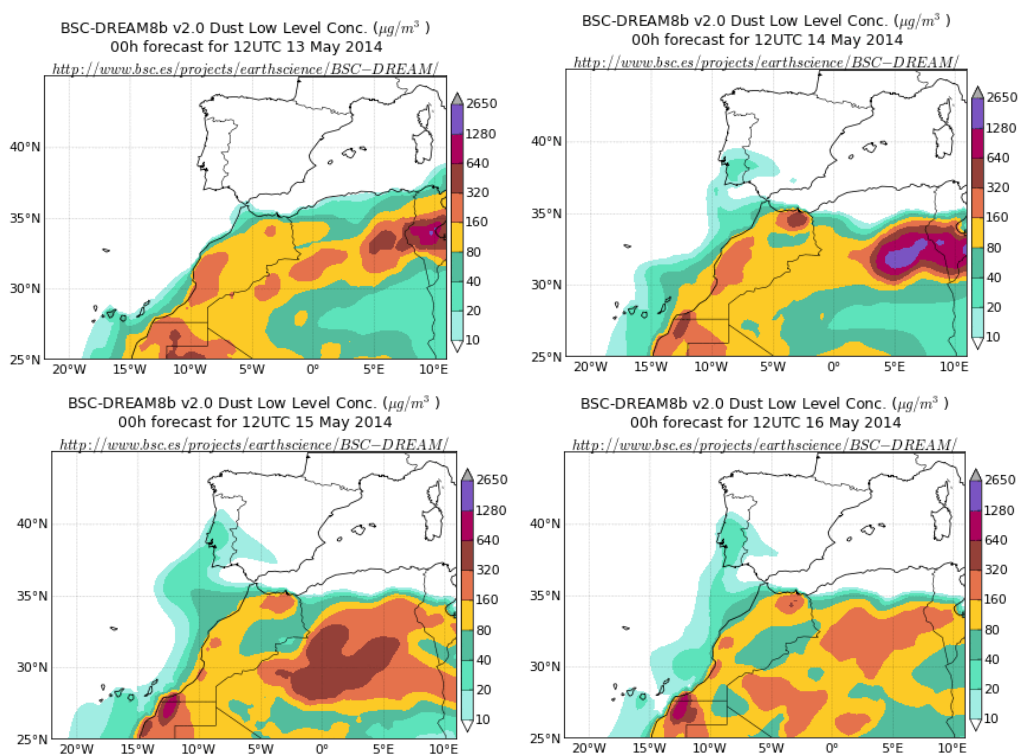 BSC-DREAM8b v2.0 Dust Low Level Conc. (μg/m³ )
00h forecast for 12UTC 13 May 2014
http://www.bsc.es/projects/earthscience/BSC−DREAM/
40°N
35°N
30°N
25°N
20°W 15°W 10°W 5°W 0° 5°E 10°E
2650
1280
640
320
160
80
40
20
10
BSC-DREAM8b v2.0 Dust Low Level Conc. (μg/m³ )
00h forecast for 12UTC 14 May 2014
http://www.bsc.es/projects/earthscience/BSC−DREAM/
40°N
35°N
30°N
25°N
20°W 15°W 10°W 5°W 0° 5°E 10°E
2650
1280
640
320
160
80
40
20
10
BSC-DREAM8b v2.0 Dust Low Level Conc. (μg/m³ )
00h forecast for 12UTC 15 May 2014
http://www.bsc.es/projects/earthscience/BSC−DREAM/
40°N
35°N
30°N
25°N
20°W 15°W 10°W 5°W 0° 5°E 10°E
2650
1280
640
320
160
80
40
20
10
BSC-DREAM8b v2.0 Dust Low Level Conc. (μg/m³ )
00h forecast for 12UTC 16 May 2014
http://www.bsc.es/projects/earthscience/BSC−DREAM/
40°N
35°N
30°N
25°N
20°W 15°W 10°W 5°W 0° 5°E 10°E
2650
1280
640
320
160
80
40
20
10